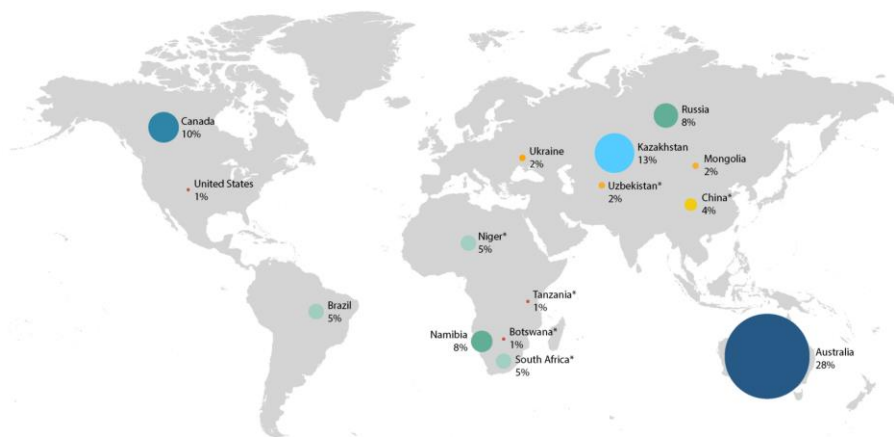 Canada
10%
United States
1%
Brazil
5%
Ukraine
2%
Russia
8%
Kazakhstan
13%
Mongolia
2%
Uzbekistan*
2%
China*
4%
Niger*
5%
Tanzania*
1%
Namibia
8%
Botswana*
1%
South Africa*
5%
Australia
28%